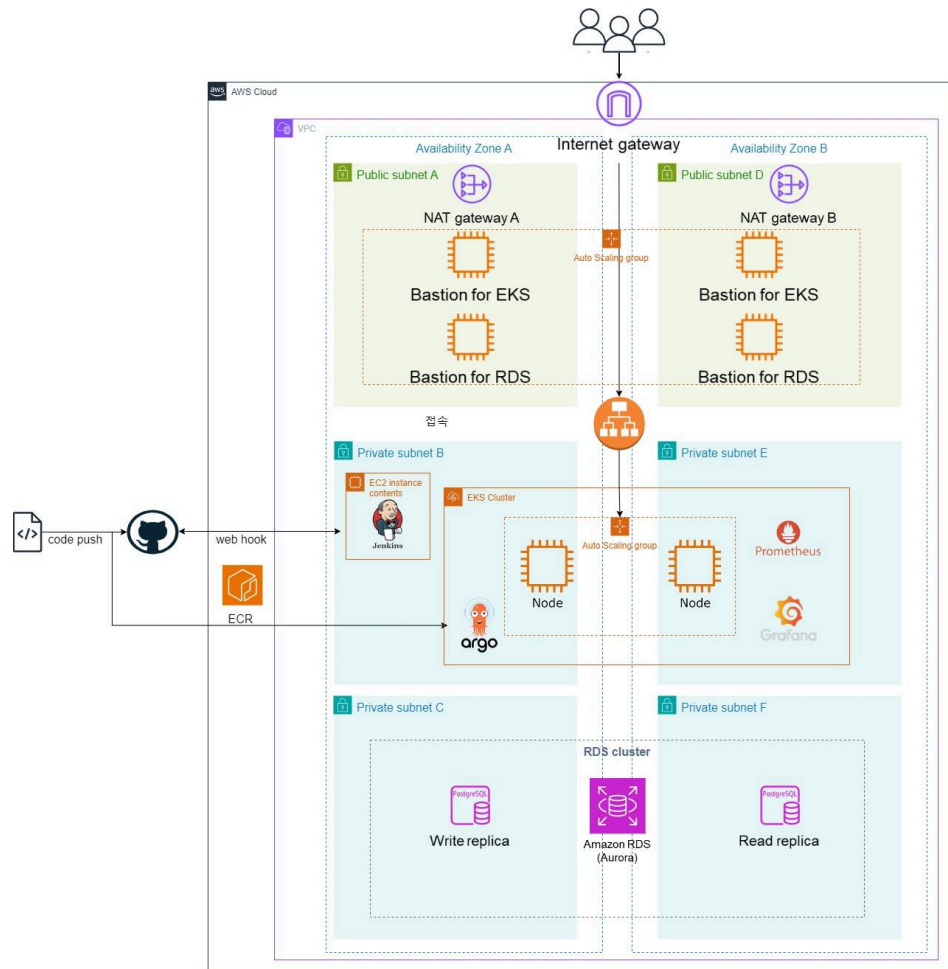 aws
AWS Cloud
VPC
Internet gateway
Availability Zone A
Availability Zone B
Public subnet A
Public subnet D
NAT gateway A
NAT gateway B
Auto Scaling group
Bastion for EKS
Bastion for EKS
Bastion for RDS
Bastion for RDS
접속
Private subnet B
Private subnet E
EC2 instance
contents
Jenkins
EKS Cluster
Auto Scaling group
Prometheus
code push
web hook
Node
Node
ECR
argo
Grafana
Private subnet C
Private subnet F
RDS cluster
PostgreSQL
PostgreSQL
Write replica
Amazon RDS
(Aurora)
Read replica